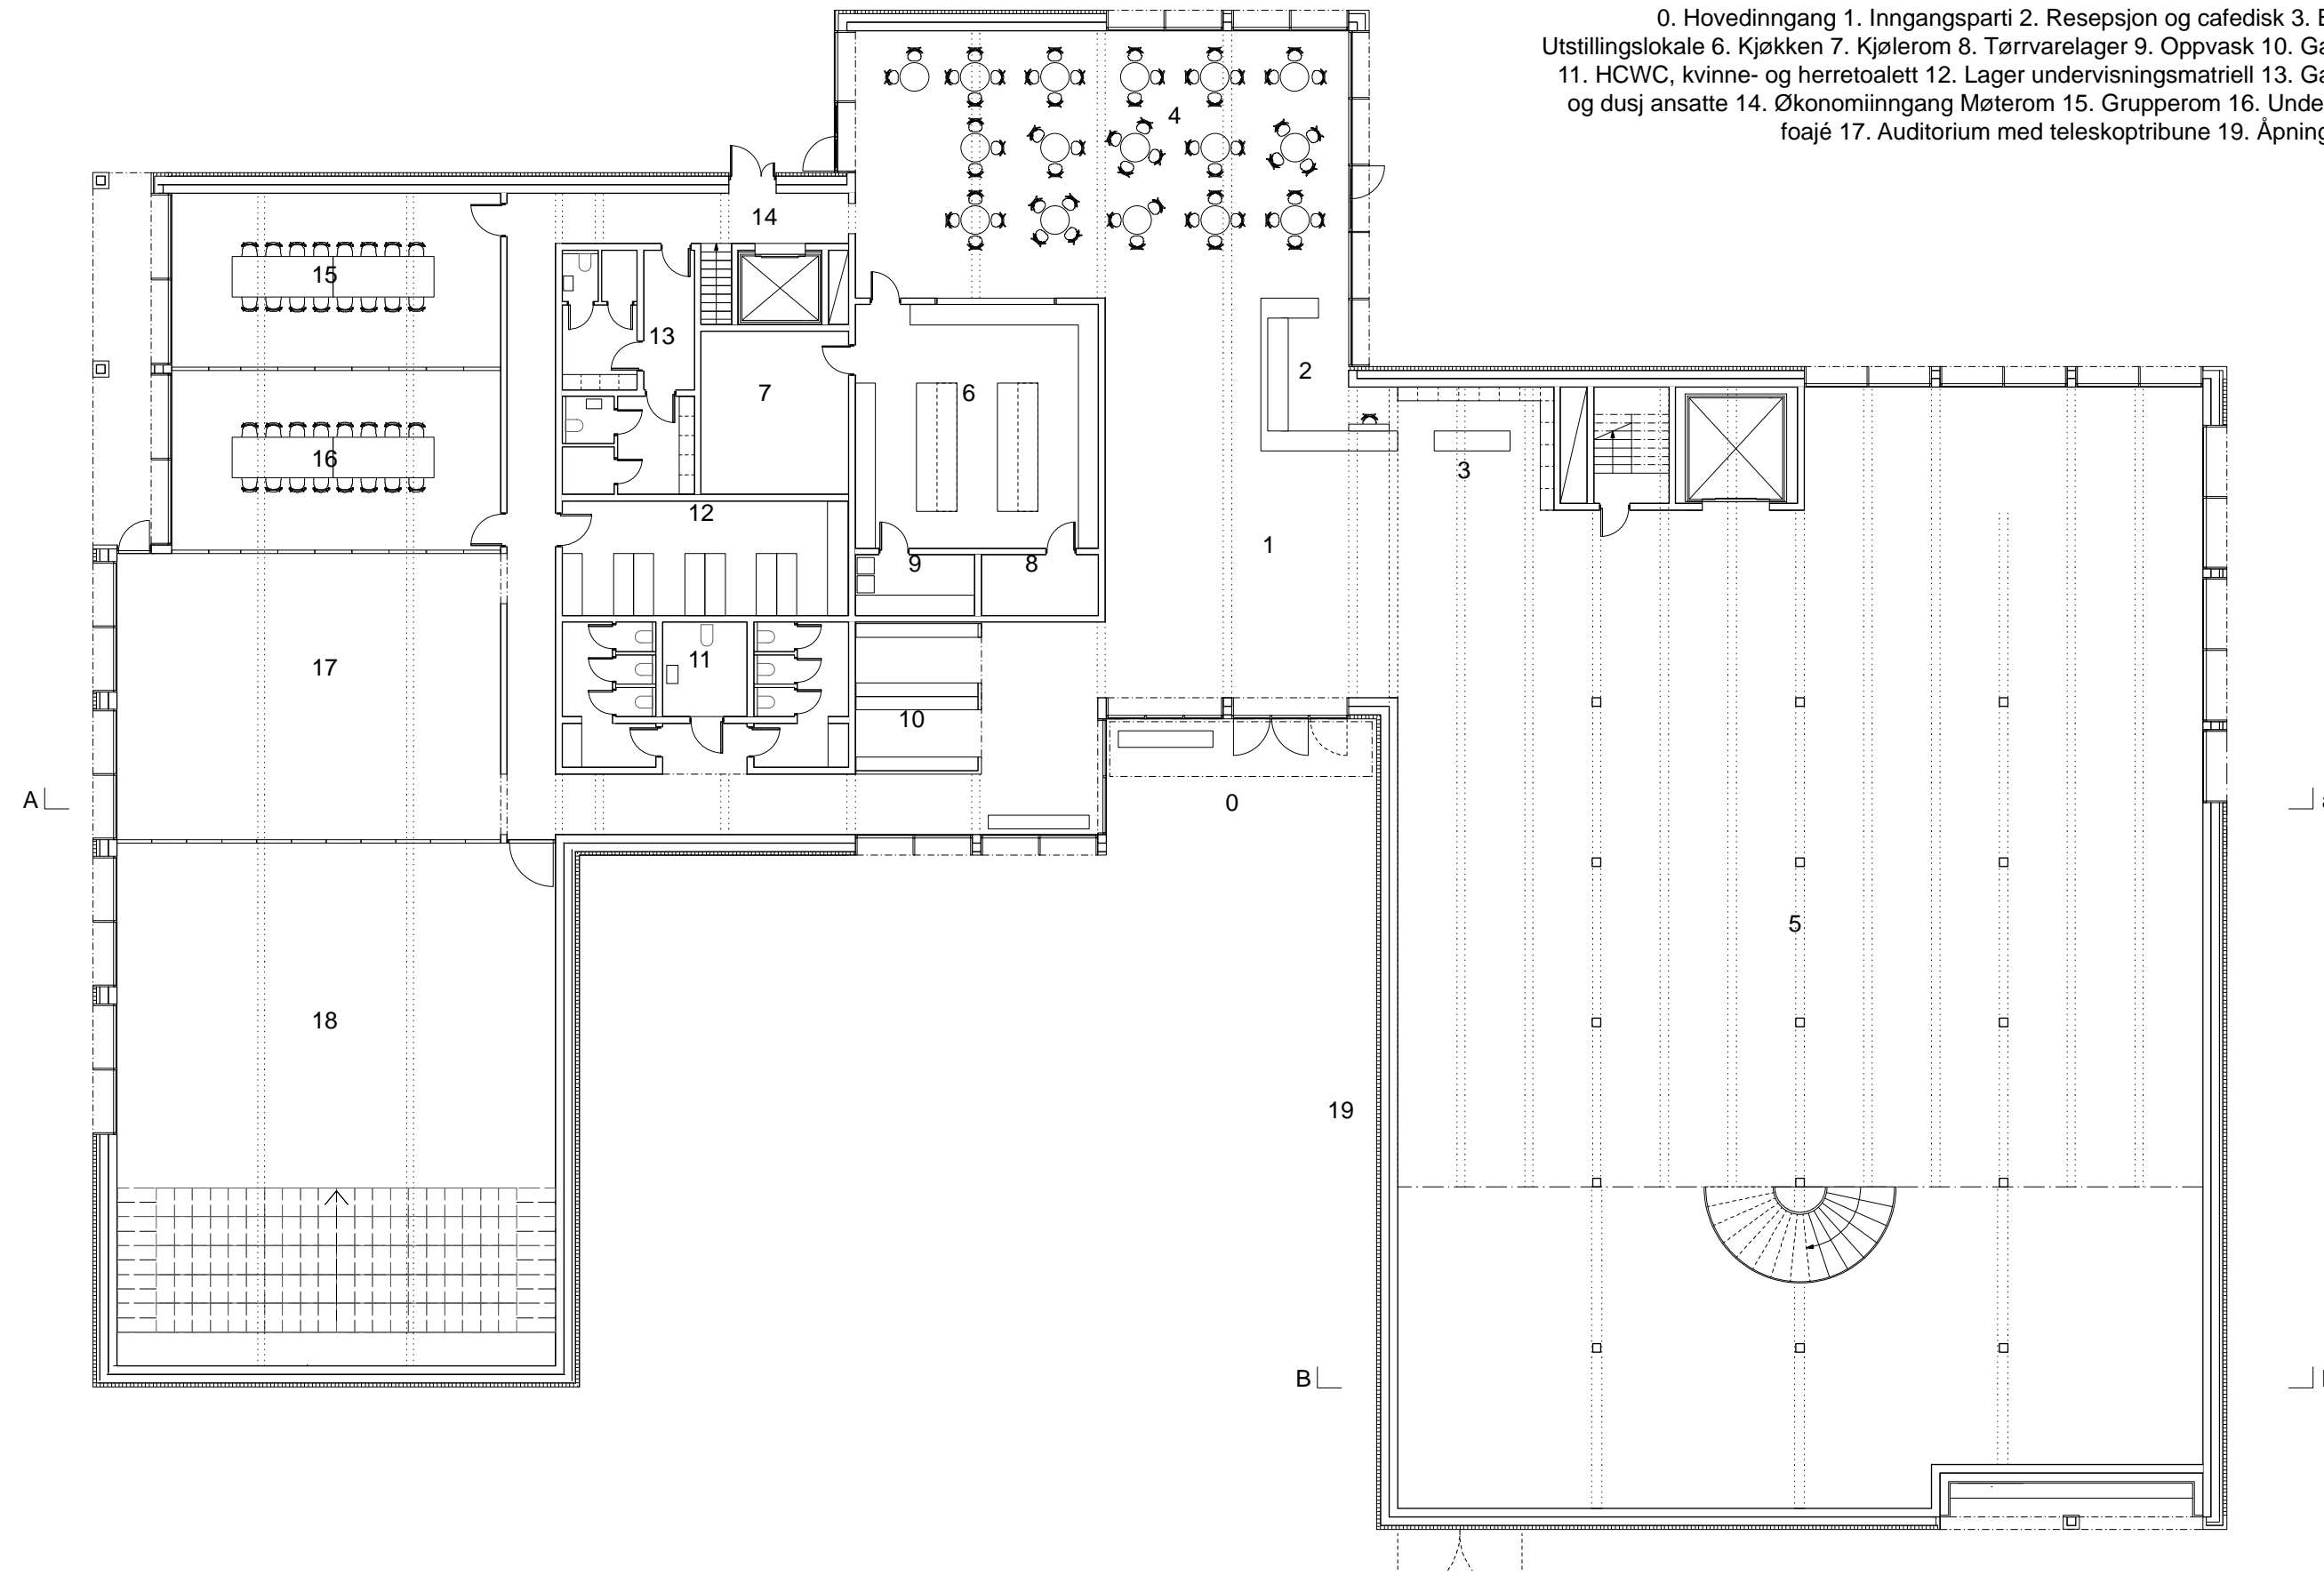 0. Hovedinngang 1. Inngangsparti 2. Resepsjon og cafedisk 3.
Utstillingslokale 6. Kjøkken 7. Kjølerom 8. Tørrvarelager 9. Oppvask 10.
11. HCWC, kvinne- og herretoalett 12. Lager undervisningsmatriell 13.
og dusj ansatte 14. Økonomiinngang Møterom 15. Grupperom 16.
foajé 17. Auditorium med teleskoptribune 19.
4
14
15
13
2
7
6
16
3
12
1
9
8
17
11
10
A
0
5
18
19
B